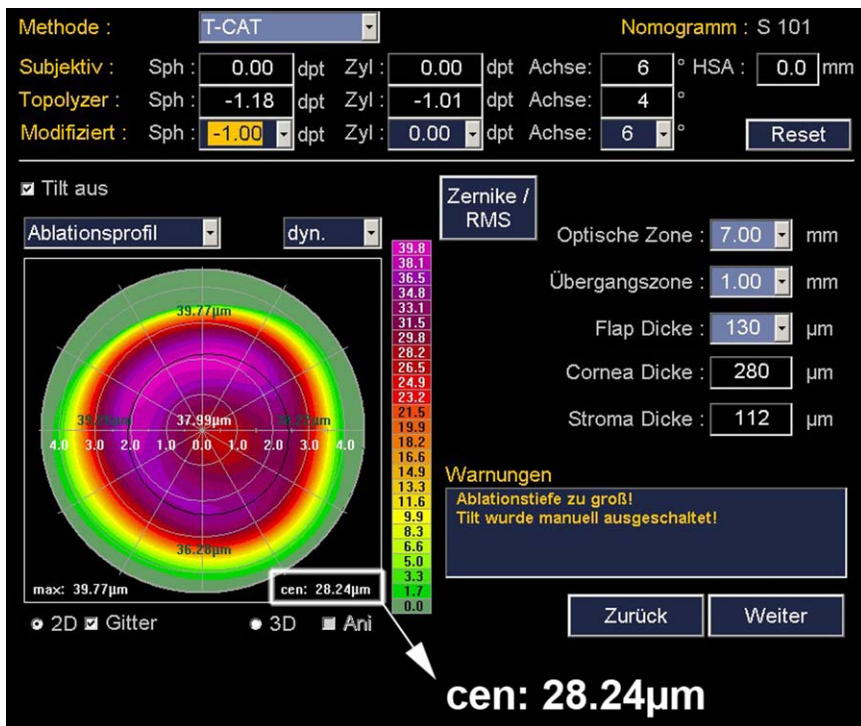 Methode : T-CAT Nomogramm : S 101
Subjektiv : Sph : 0.00 dpt Zyl : 0.00 dpt Achse: 6 ° HSA : 0.0 mm
Topolyzer : Sph : -1.18 dpt Zyl : -1.01 dpt Achse: 4 °
Modifiziert : Sph : -1.00 dpt Zyl : 0.00 dpt Achse: 6 ° Reset
Tilt aus
Ablationsprofil dyn.
39.8
38.1
36.5
34.8
33.1
31.5
29.8
28.2
26.5
24.9
23.2
21.5
19.9
18.2
16.6
14.9
13.3
11.6
9.9
8.3
6.6
5.0
3.3
1.7
0.0
39.77µm
37.99µm
4.0 3.0 2.0 1.0 0.0 1.0 2.0 3.0 4.0
36.28µm
max: 39.77µm cen: 28.24µm
2D Gitter 3D Ani
Zernike /
RMS
Optische Zone : 7.00 mm
Übergangszone : 1.00 mm
Flap Dicke : 130 µm
Cornea Dicke : 280 µm
Stroma Dicke : 112 µm
Warnungen
Ablationstiefe zu groß!
Tilt wurde manuell ausgeschaltet!
Zurück Weiter
cen: 28.24µm